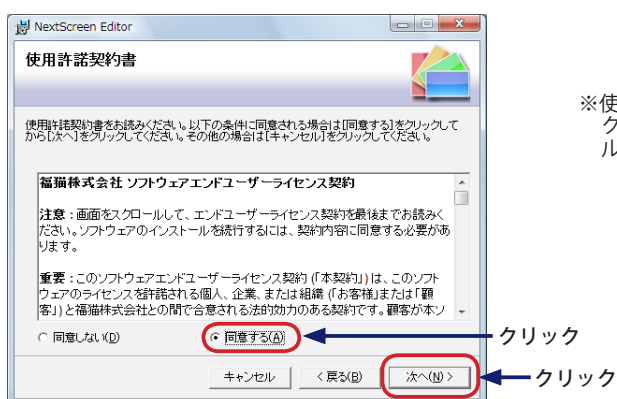 NextScreen Editor
使用許諾契約書
使用許諾契約書をお読みください。以下の条件に同意される場合は[同意する]をクリックして
から[次へ]をクリックしてください。その他の場合は[キャンセル]をクリックしてください。
福猫株式会社 ソフトウェアエンドユーザーライセンス契約
注意：画面をスクロールして、エンドユーザーライセンス契約を最後までお読みく
ださい。ソフトウェアのインストールを続行するには、契約内容に同意する必要があ
ります。
重要：このソフトウェアエンドユーザーライセンス契約 (「本契約」) は、このソフト
ウェアのライセンスを許諾される個人、企業、または組織 (「お客様」または「顧
客」) と福猫株式会社との間で合意される法的効力のある契約です。顧客が本ソ
同意しない(D)
同意する(A)
クリック
キャンセル
< 戻る(B)
次へ(N) >
クリック
※使
ク
ル